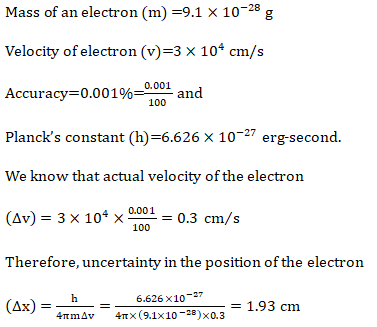 Mass of an electron (m) =9.1 × 10⁻²⁸ g
Velocity of electron (v)=3 × 10⁴ cm/s
Accuracy=0.001%=0.001/100 and
Planck's constant (h)=6.626 × 10⁻²⁷ erg-second.
We know that actual velocity of the electron
(Δv) = 3 × 10⁴ × 0.001/100 = 0.3 cm/s
Therefore, uncertainty in the position of the electron
(Δx) = h/4πmΔv = 6.626×10⁻²⁷/4π×(9.1×10⁻²⁸)×0.3 = 1.93 cm